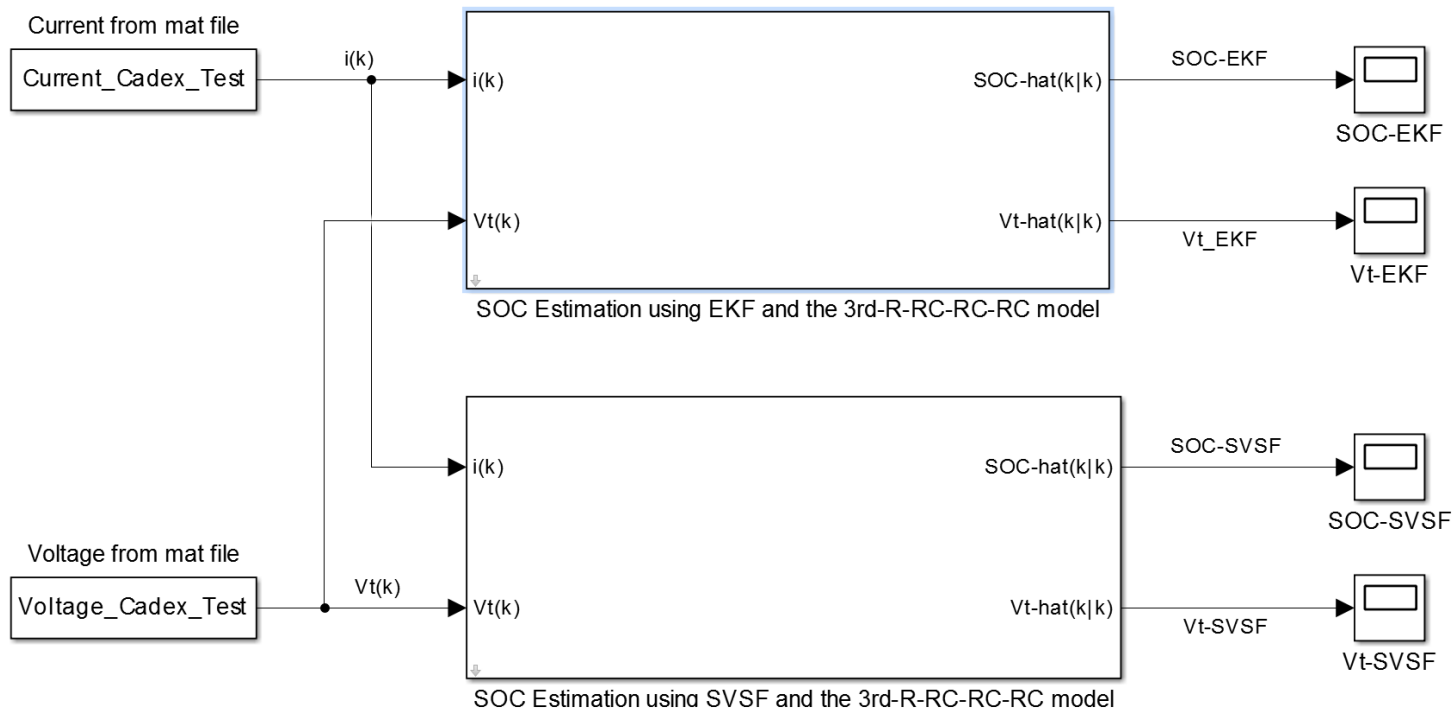 Current from mat file
Current_Cadex_Test
i(k)
i(k)
Vt(k)
SOC-hat(k|k)
Vt-hat(k|k)
SOC Estimation using EKF and the 3rd-R-RC-RC-RC model
SOC-EKF
SOC-EKF
Vt_EKF
Vt-EKF
Voltage from mat file
Voltage_Cadex_Test
Vt(k)
i(k)
Vt(k)
SOC-hat(k|k)
Vt-hat(k|k)
SOC Estimation using SVSF and the 3rd-R-RC-RC-RC model
SOC-SVSF
SOC-SVSF
Vt-SVSF
Vt-SVSF